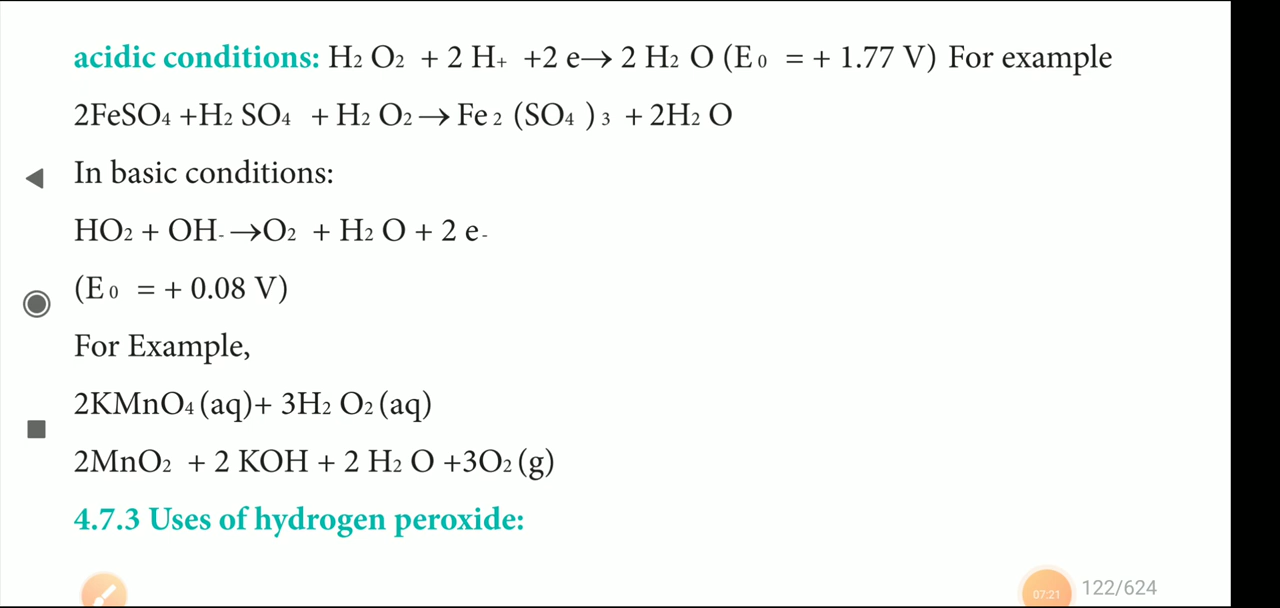 acidic conditions: H₂ O₂ + 2 H₊ +2 e→ 2 H₂ O (E₀ = + 1.77 V) For example
2FeSO₄ +H₂ SO₄ + H₂ O₂→ Fe₂ (SO₄ )₃ + 2H₂ O
In basic conditions:
HO₂ + OH₋→O₂ + H₂ O + 2 e₋
(E₀ = + 0.08 V)
For Example,
2KMnO₄ (aq)+ 3H₂ O₂ (aq)
2MnO₂ + 2 KOH + 2 H₂ O +3O₂ (g)
4.7.3 Uses of hydrogen peroxide:
07:21 122/624